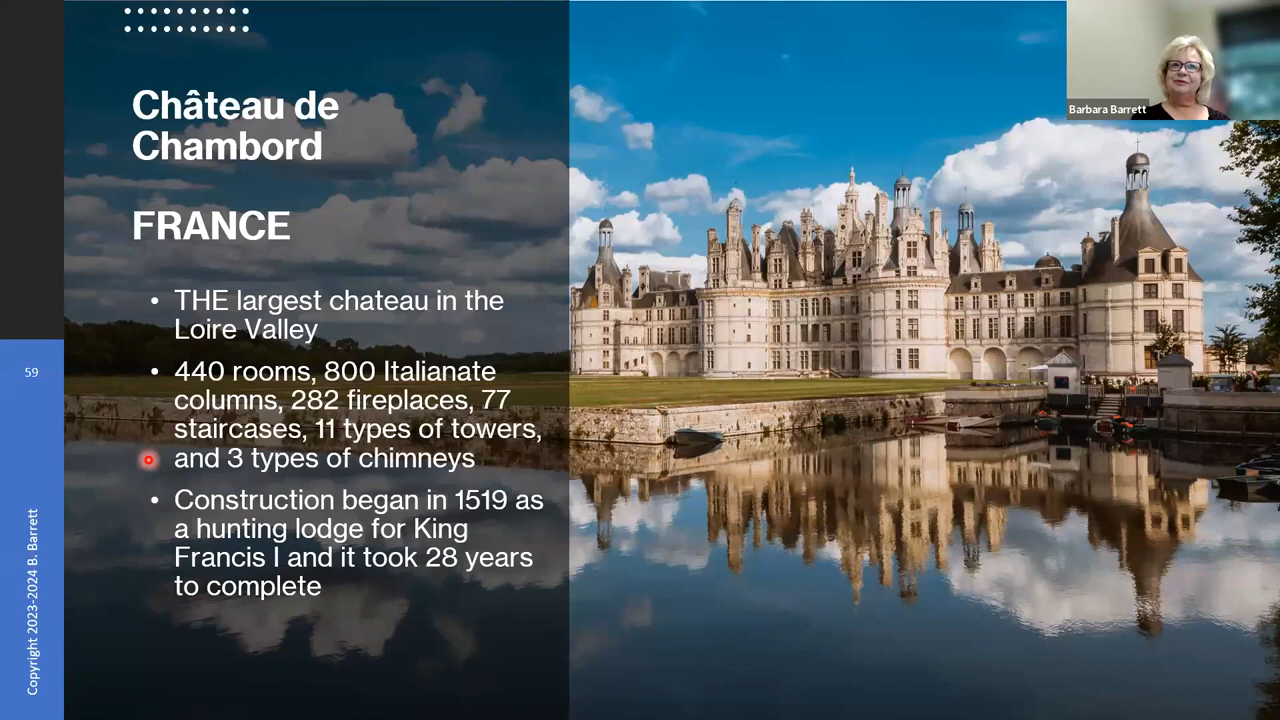 Château de
Chambord
FRANCE
• THE largest chateau in the
Loire Valley
• 440 rooms, 800 Italianate
columns, 282 fireplaces, 77
staircases, 11 types of towers,
and 3 types of chimneys
• Construction began in 1519 as
a hunting lodge for King
Francis I and it took 28 years
to complete
59
Copyright 2023-2024 B. Barrett
Barbara Barrett